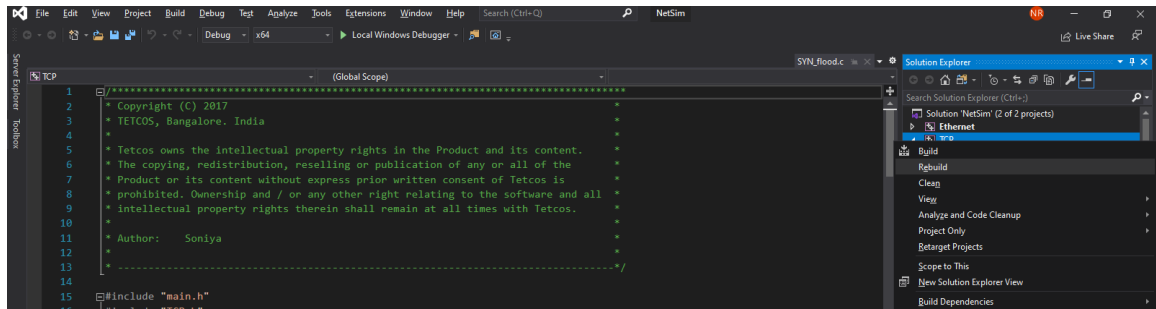 File Edit View Project Build Debug Test Analyze Tools Extensions Window Help Search (Ctrl+Q) NetSim NR
Debug x64 Local Windows Debugger Live Share
SYN_flood.c Solution Explorer
Server Explorer
Toolbox
TCP (Global Scope)
Search Solution Explorer (Ctrl+;)
Solution 'NetSim' (2 of 2 projects)
Ethernet
TCP
1 /*************************************************************************************
2 * Copyright (C) 2017 *
3 * TETCOS, Bangalore. India *
4 * *
5 * Tetcos owns the intellectual property rights in the Product and its content. *
6 * The copying, redistribution, reselling or publication of any or all of the *
7 * Product or its content without express prior written consent of Tetcos is *
8 * prohibited. Ownership and / or any other right relating to the software and all *
9 * intellectual property rights therein shall remain at all times with Tetcos. *
10 * *
11 * Author: Soniya *
12 * *
13 * ----------------------------------------------------------------------------------*/
14
15 #include "main.h"
Build
Rebuild
Clean
View
Analyze and Code Cleanup
Project Only
Retarget Projects
Scope to This
New Solution Explorer View
Build Dependencies